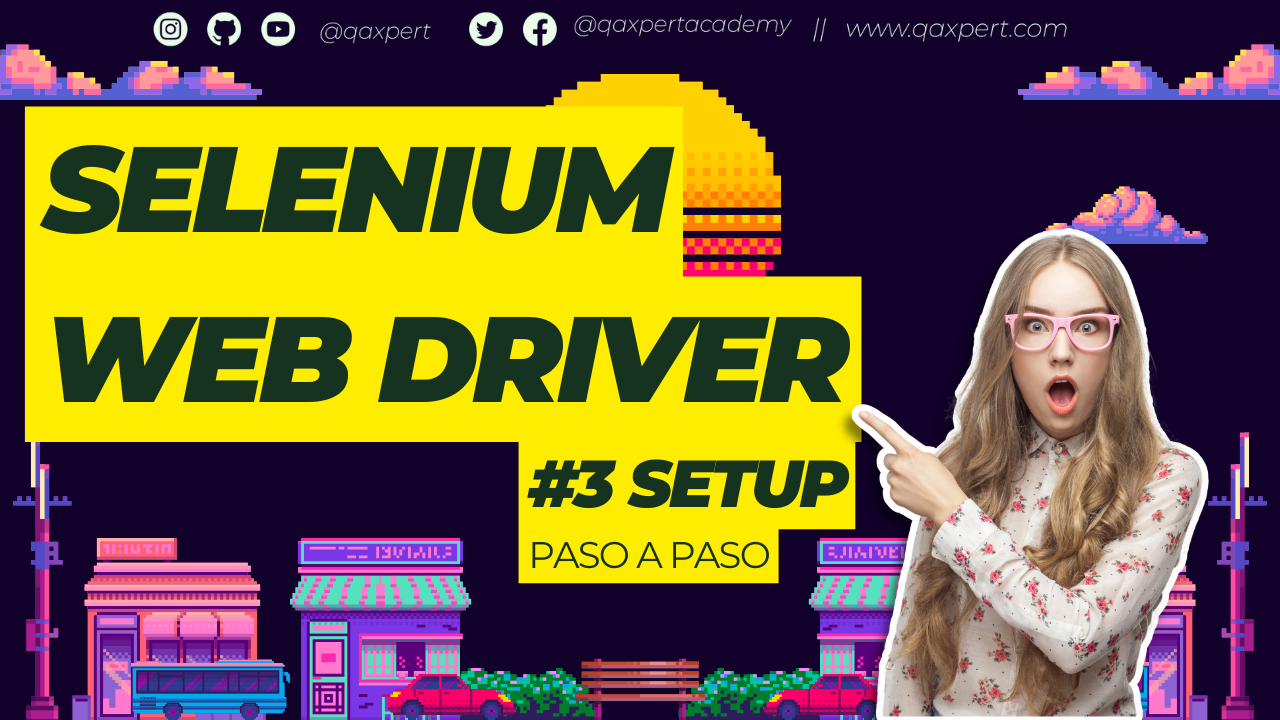 @qaxpert @qaxpertacademy || www.qaxpert.com
SELENIUM
WEB DRIVER
#3 SETUP
PASO A PASO